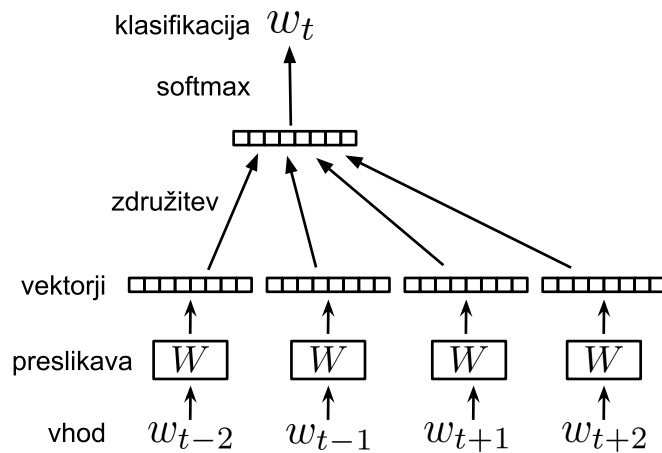 klasifikacija w_t
softmax
združitev
vektorji
preslikava W W W W
vhod w_{t-2} w_{t-1} w_{t+1} w_{t+2}